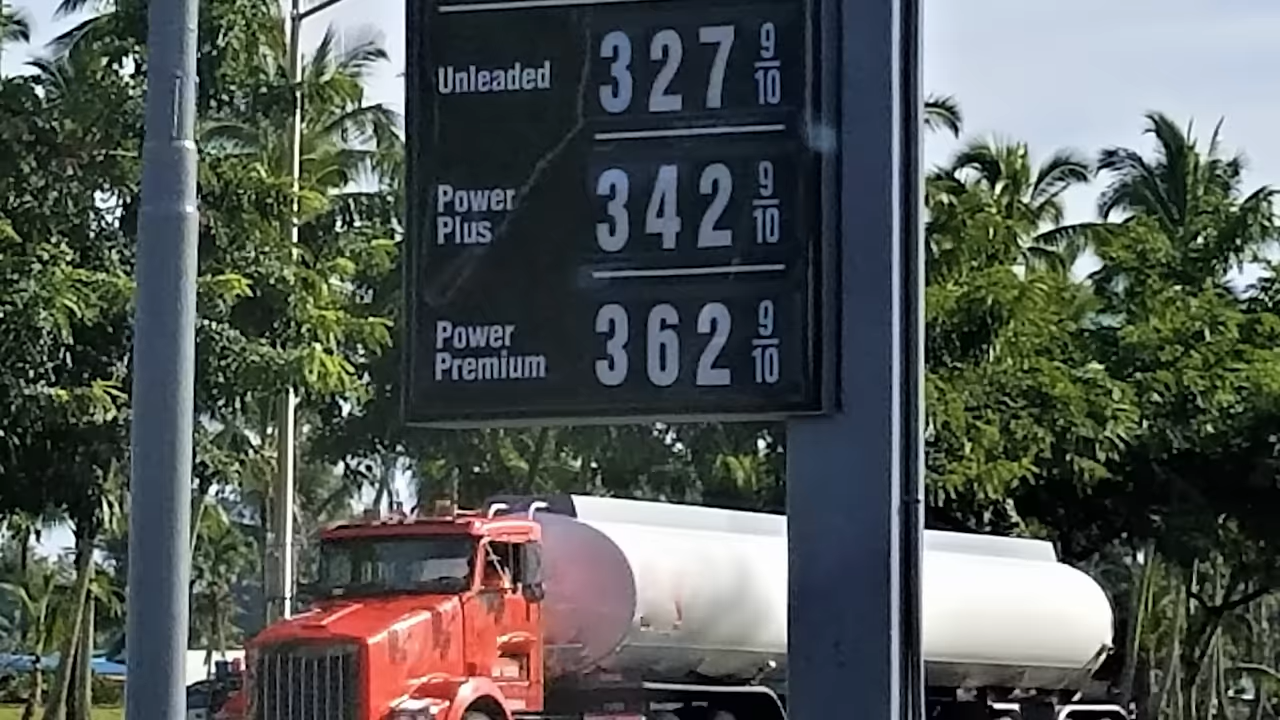 Unleaded 327 9/10
Power
Plus 342 9/10
Power
Premium 362 9/10